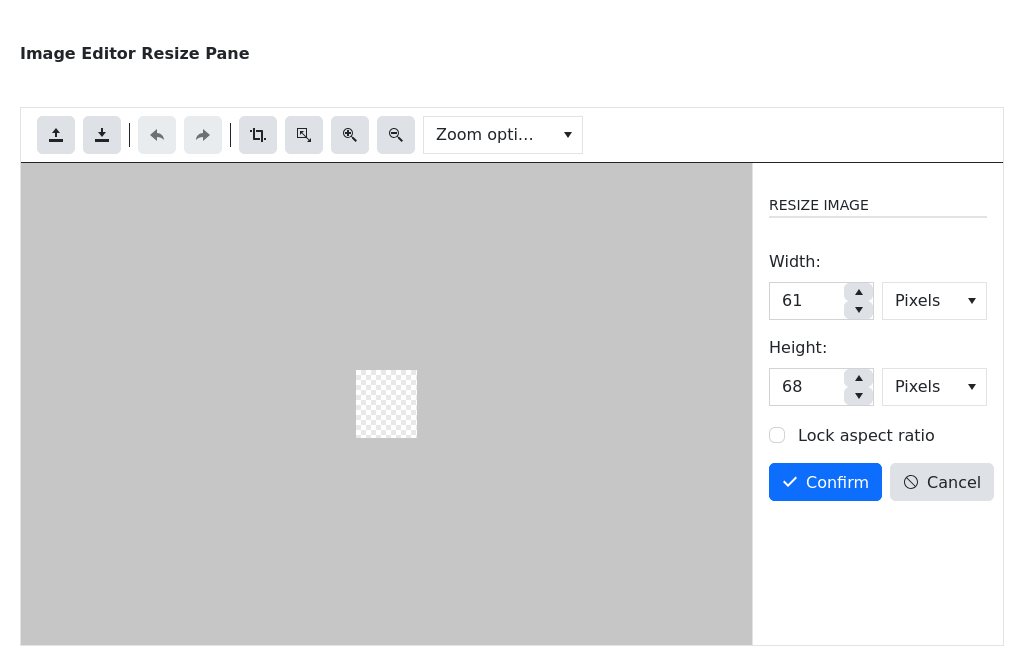 Image Editor Resize Pane
Zoom opti...
RESIZE IMAGE
Width:
61 Pixels
Height:
68 Pixels
Lock aspect ratio
Confirm Cancel